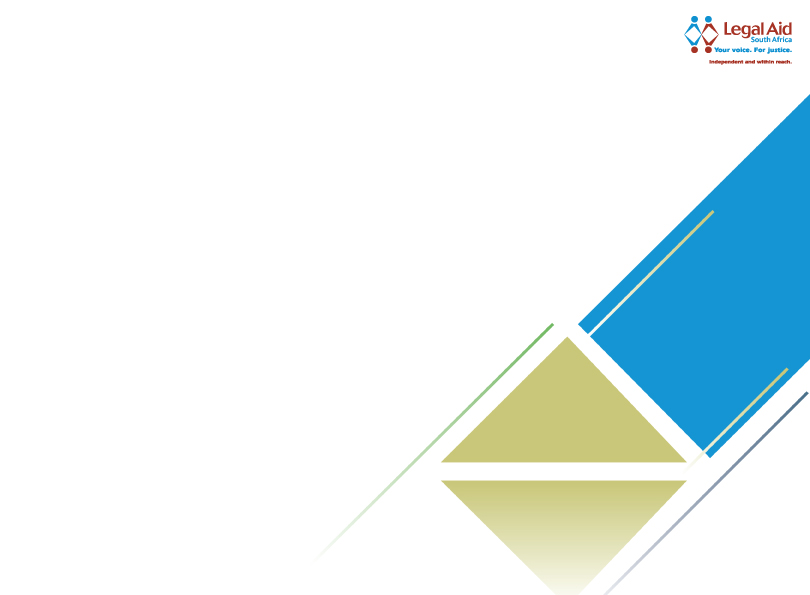 Legal Aid
South Africa
Your voice. For justice.
Independent and within reach.